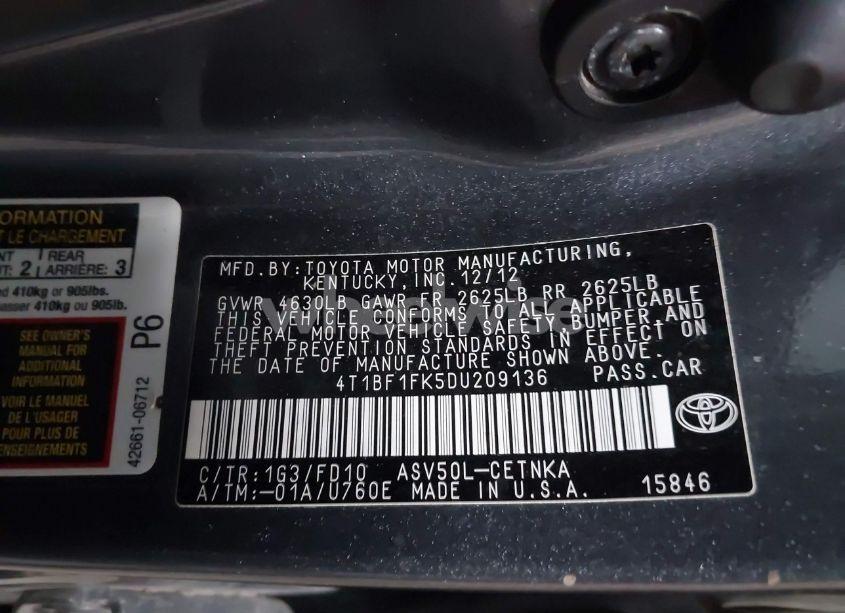 ORMATION
T LE CHARGEMENT
NT
: 2
REAR
ARRIÈRE: 3
ed 410kg or 905lbs.
asser 410kg ou 905lb.
SEE OWNER'S
MANUAL FOR
ADDITIONAL
INFORMATION
VOIR LE MANUEL
DE L'USAGER
POUR PLUS DE
ENSEIGNEMENTS
P6
42661-06712
MFD.BY:TOYOTA MOTOR MANUFACTURING,
KENTUCKY,INC.12/12
GVWR 4630LB GAWR FR 2625LB RR 2625LB
THIS VEHICLE CONFORMS TO ALL APPLICABLE
FEDERAL MOTOR VEHICLE SAFETY,BUMPER,AND
THEFT PREVENTION STANDARDS IN EFFECT ON
THE DATE OF MANUFACTURE SHOWN ABOVE.
4T1BF1FK5DU209136 PASS.CAR
C/TR:1G3/FD10 ASV50L-CETNKA
A/TM:-01A/U760E MADE IN U.S.A. 15846